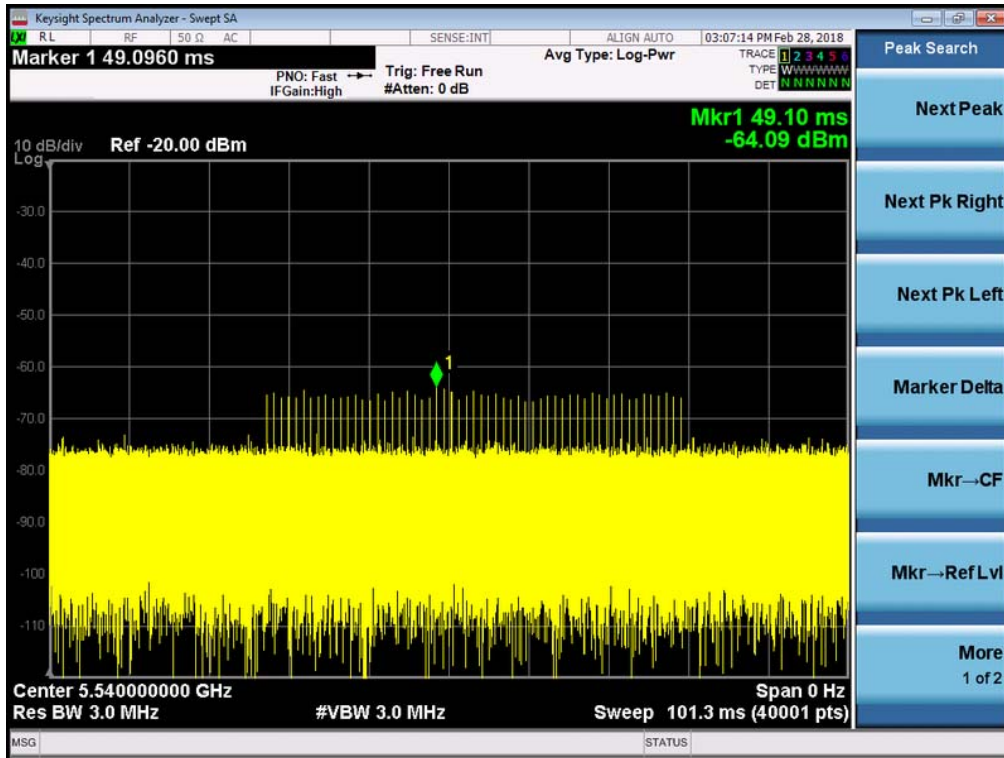 Keysight Spectrum Analyzer - Swept SA
LXI RL RF 50 Ω AC SENSE:INT ALIGN AUTO 03:07:14 PM Feb 28, 2018
Marker 1 49.0960 ms
PNO: Fast
IFGain:High
Trig: Free Run
#Atten: 0 dB
Avg Type: Log-Pwr
TRACE 1 2 3 4 5 6
TYPE W
DET N N N N N N
Mkr1 49.10 ms
-64.09 dBm
10 dB/div Ref -20.00 dBm
Log
-30.0
-40.0
-50.0
-60.0
-70.0
-80.0
-90.0
-100
-110
1
Center 5.540000000 GHz Span 0 Hz
Res BW 3.0 MHz #VBW 3.0 MHz Sweep 101.3 ms (40001 pts)
MSG STATUS
Peak Search
Next Peak
Next Pk Right
Next Pk Left
Marker Delta
Mkr→CF
Mkr→Ref Lvl
More
1 of 2